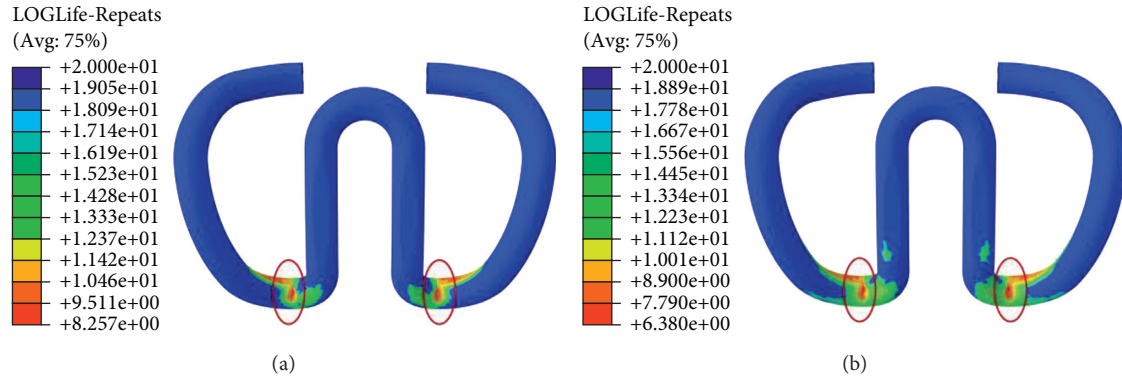 LOGLife-Repeats
(Avg: 75%)
+2.000e+01
+1.905e+01
+1.809e+01
+1.714e+01
+1.619e+01
+1.523e+01
+1.428e+01
+1.333e+01
+1.237e+01
+1.142e+01
+1.046e+01
+9.511e+00
+8.257e+00
(a)
LOGLife-Repeats
(Avg: 75%)
+2.000e+01
+1.889e+01
+1.778e+01
+1.667e+01
+1.556e+01
+1.445e+01
+1.334e+01
+1.223e+01
+1.112e+01
+1.001e+01
+8.900e+00
+7.790e+00
+6.380e+00
(b)